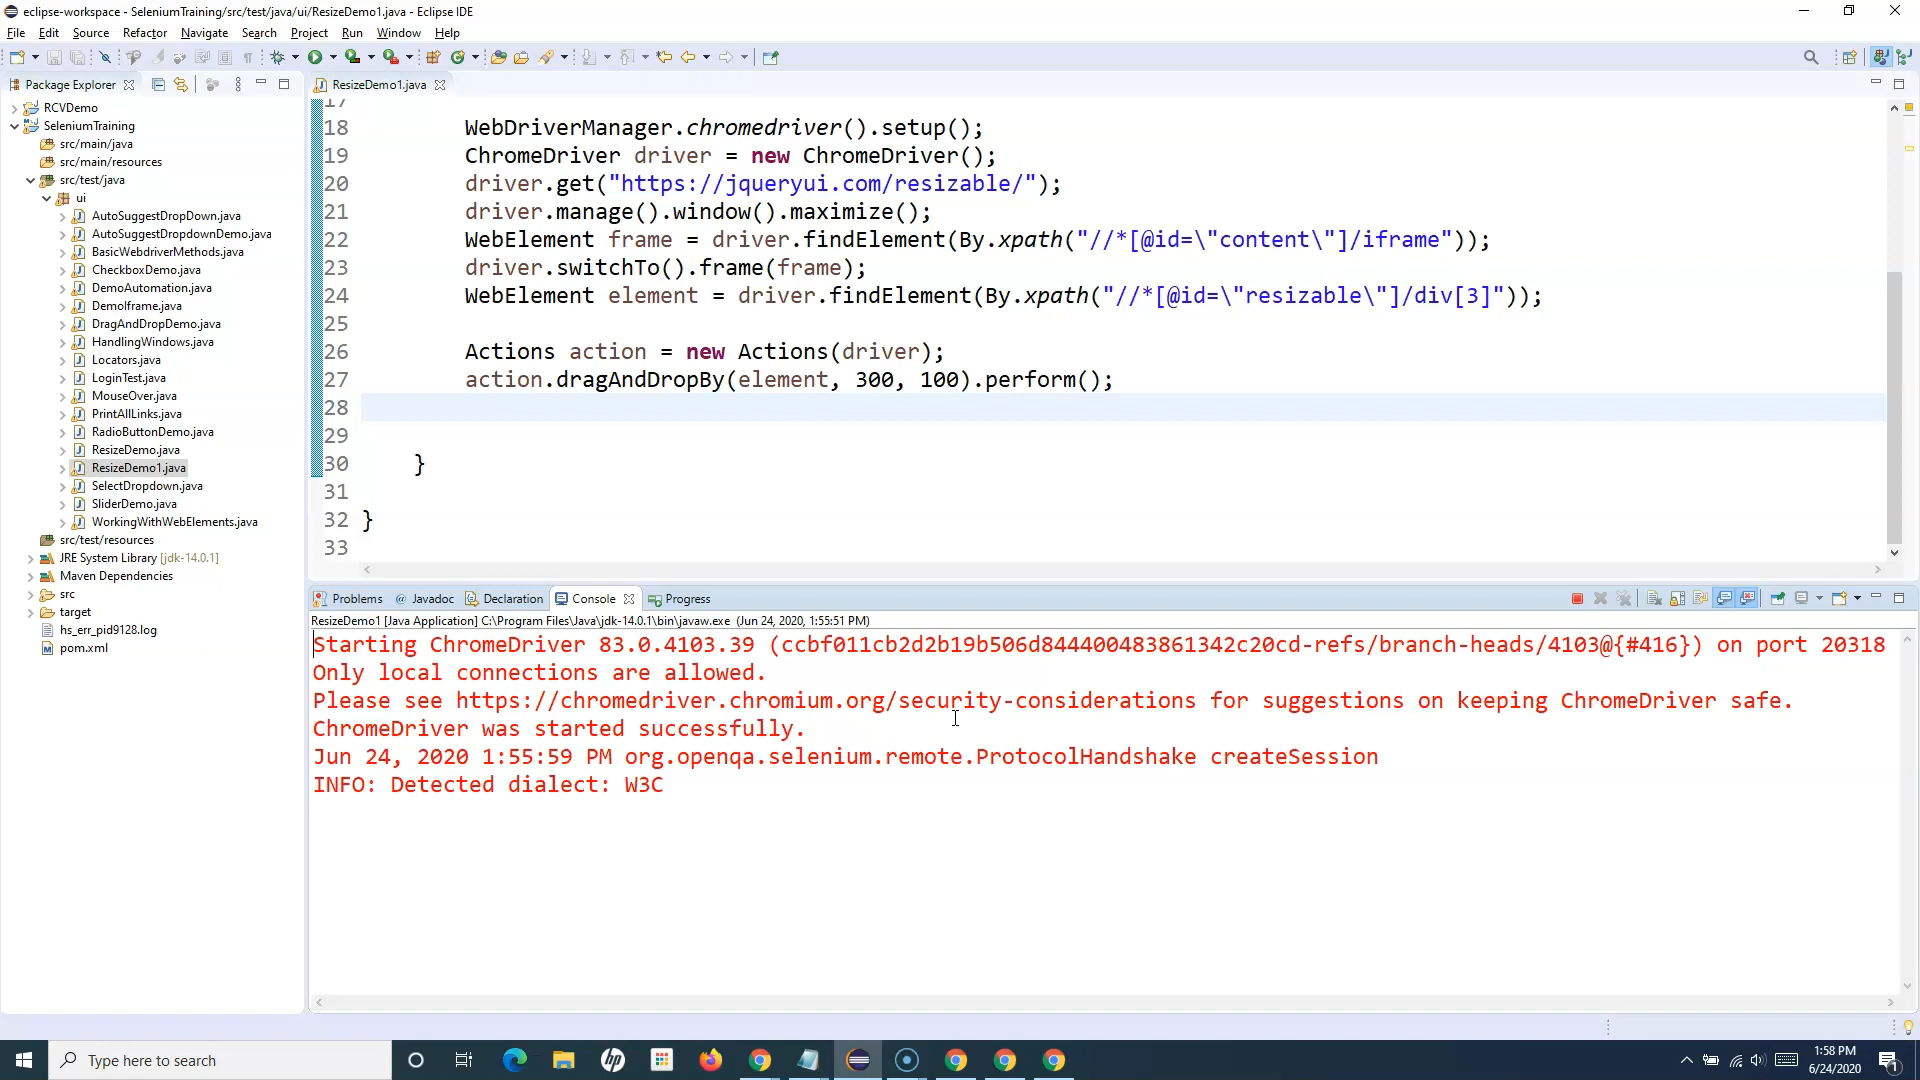 eclipse-workspace - SeleniumTraining/src/test/java/ui/ResizeDemo1.java - Eclipse IDE
File Edit Source Refactor Navigate Search Project Run Window Help
Package Explorer
RCVDemo
SeleniumTraining
src/main/java
src/main/resources
src/test/java
ui
AutoSuggestDropDown.java
AutoSuggestDropdownDemo.java
BasicWebdriverMethods.java
CheckboxDemo.java
DemoAutomation.java
DemoIframe.java
DragAndDropDemo.java
HandlingWindows.java
Locators.java
LoginTest.java
MouseOver.java
PrintAllLinks.java
RadioButtonDemo.java
ResizeDemo.java
ResizeDemo1.java
SelectDropdown.java
SliderDemo.java
WorkingWithWebElements.java
src/test/resources
JRE System Library [jdk-14.0.1]
Maven Dependencies
src
target
hs_err_pid9128.log
pom.xml
ResizeDemo1.java
17
18 WebDriverManager.chromedriver().setup();
19 ChromeDriver driver = new ChromeDriver();
20 driver.get("https://jqueryui.com/resizable/");
21 driver.manage().window().maximize();
22 WebElement frame = driver.findElement(By.xpath("//*[@id=\"content\"]/iframe"));
23 driver.switchTo().frame(frame);
24 WebElement element = driver.findElement(By.xpath("//*[@id=\"resizable\"]/div[3]"));
25
26 Actions action = new Actions(driver);
27 action.dragAndDropBy(element, 300, 100).perform();
28
29
30 }
31
32 }
33
Problems Javadoc Declaration Console Progress
ResizeDemo1 [Java Application] C:\Program Files\Java\jdk-14.0.1\bin\javaw.exe (Jun 24, 2020, 1:55:51 PM)
Starting ChromeDriver 83.0.4103.39 (ccbf011cb2d2b19b506d844400483861342c20cd-refs/branch-heads/4103@{#416}) on port 20318
Only local connections are allowed.
Please see https://chromedriver.chromium.org/security-considerations for suggestions on keeping ChromeDriver safe.
ChromeDriver was started successfully.
Jun 24, 2020 1:55:59 PM org.openqa.selenium.remote.ProtocolHandshake createSession
INFO: Detected dialect: W3C
Type here to search
1:58 PM
6/24/2020
1